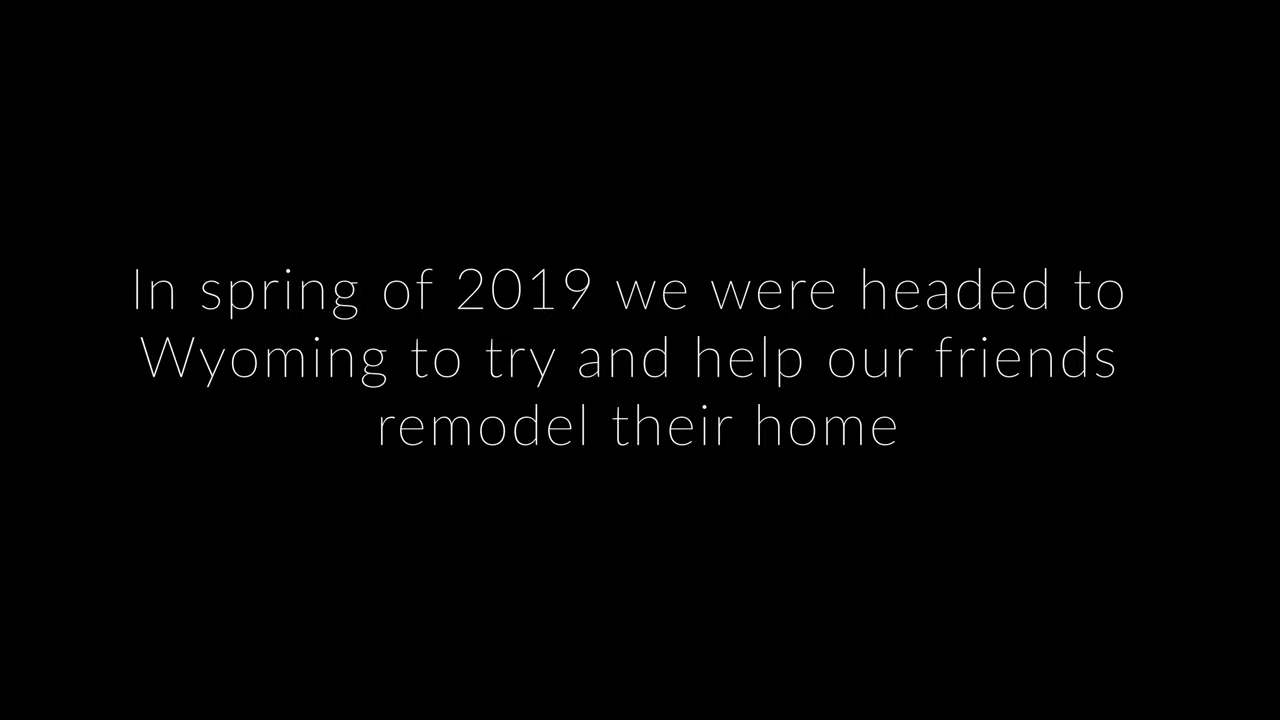 In spring of 2019 we were headed to
Wyoming to try and help our friends
remodel their home